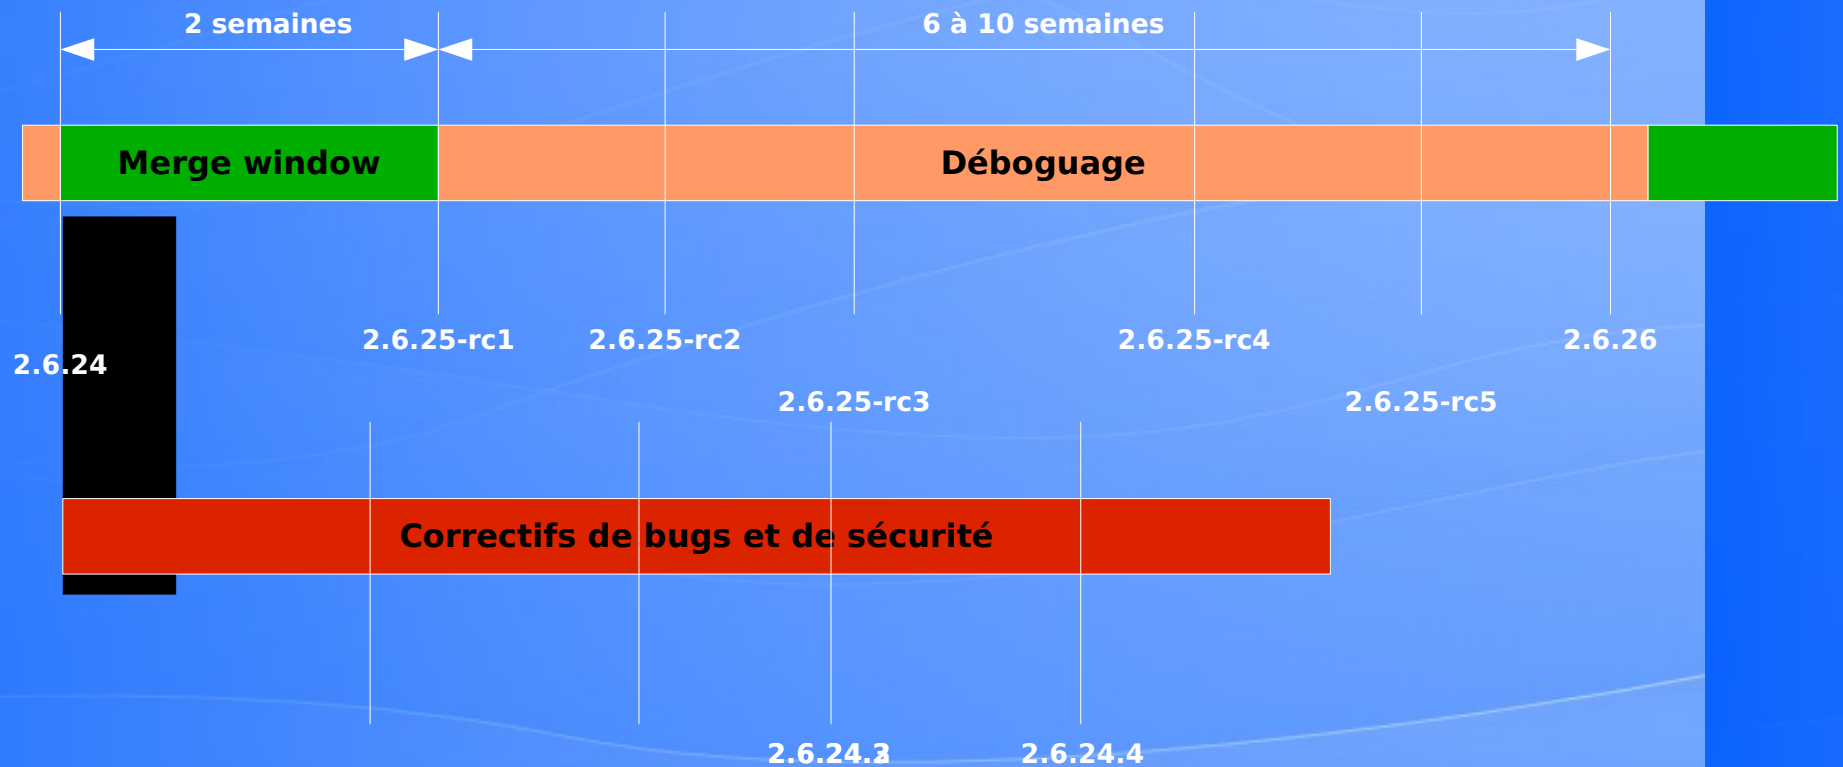 2 semaines
6 à 10 semaines
Merge window
Déboguage
2.6.25-rc1
2.6.25-rc2
2.6.25-rc4
2.6.26
2.6.24
2.6.25-rc3
2.6.25-rc5
Correctifs de bugs et de sécurité
2.6.24.4